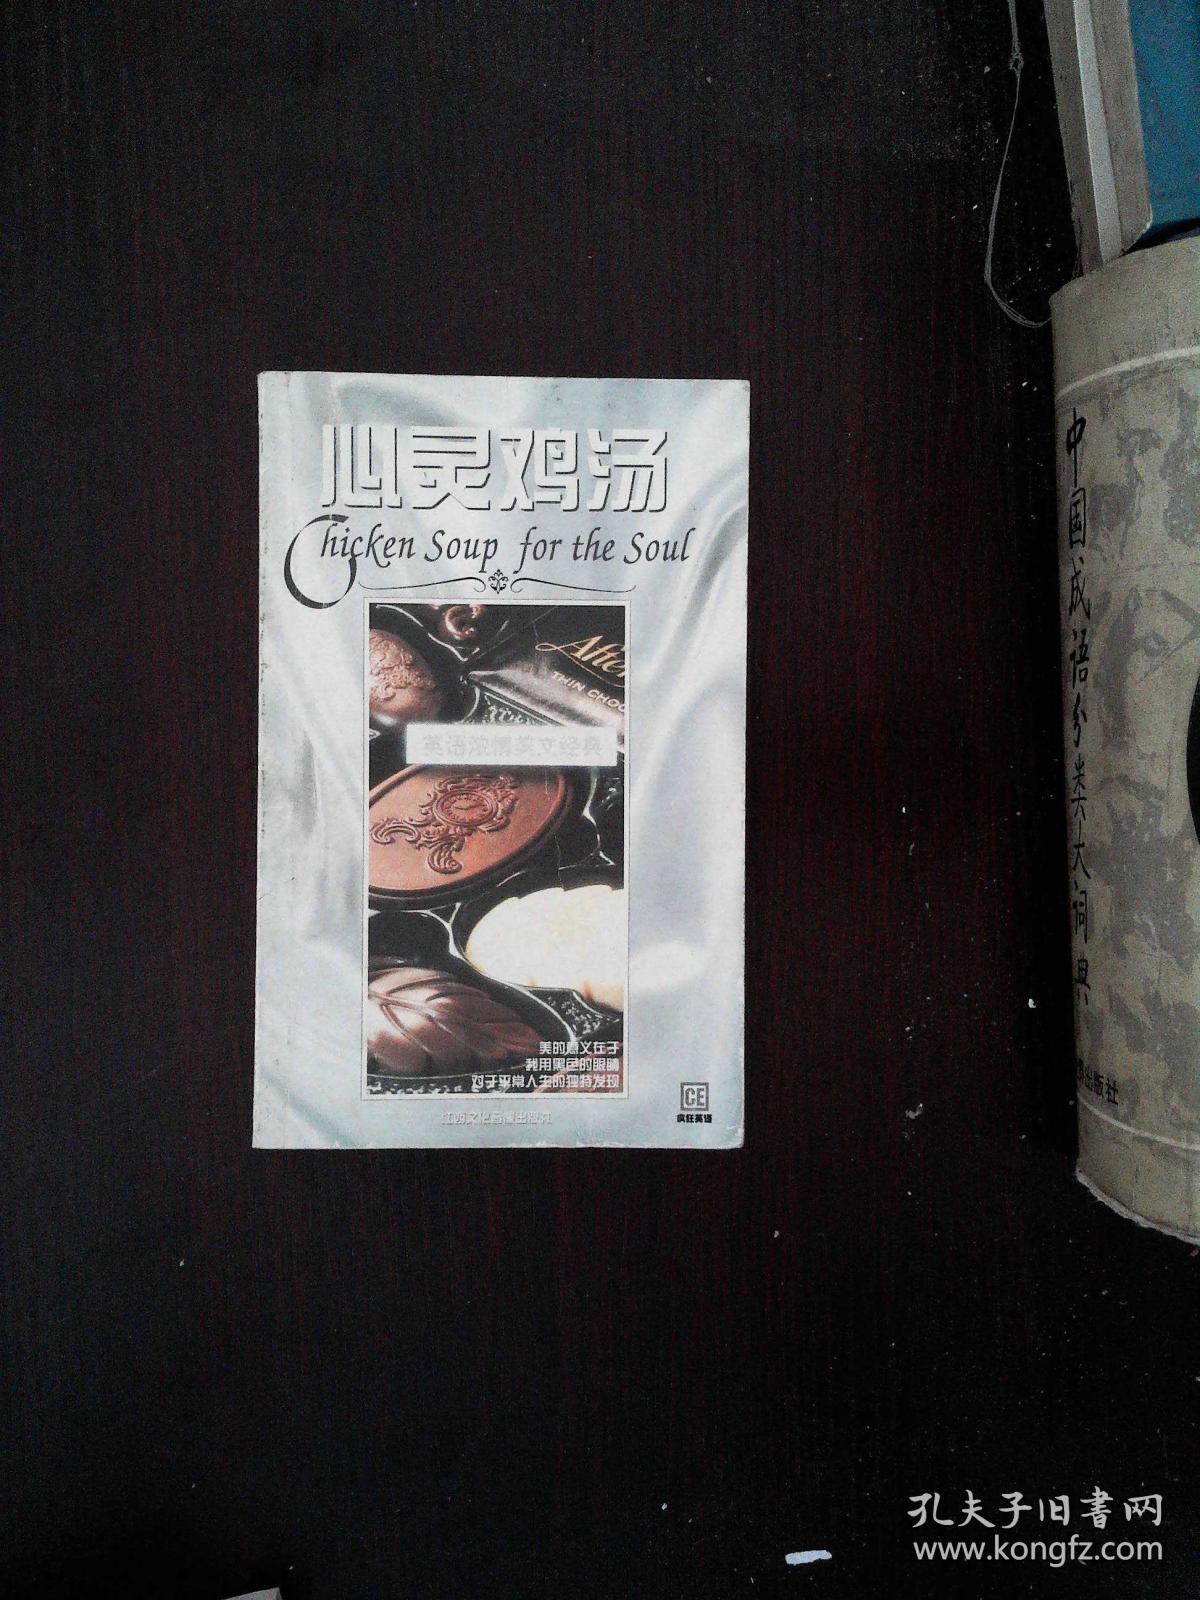 心灵鸡汤
Chicken Soup for the Soul
After
THIN CHOC
英语浓情美文经典
美的意义在于
我用黑色的眼睛
对于平常人生的独特发现
江西文化音像出版社
CE
疯狂英语
中国成语分类大词典
出版社
孔夫子旧書网
www.kongfz.com